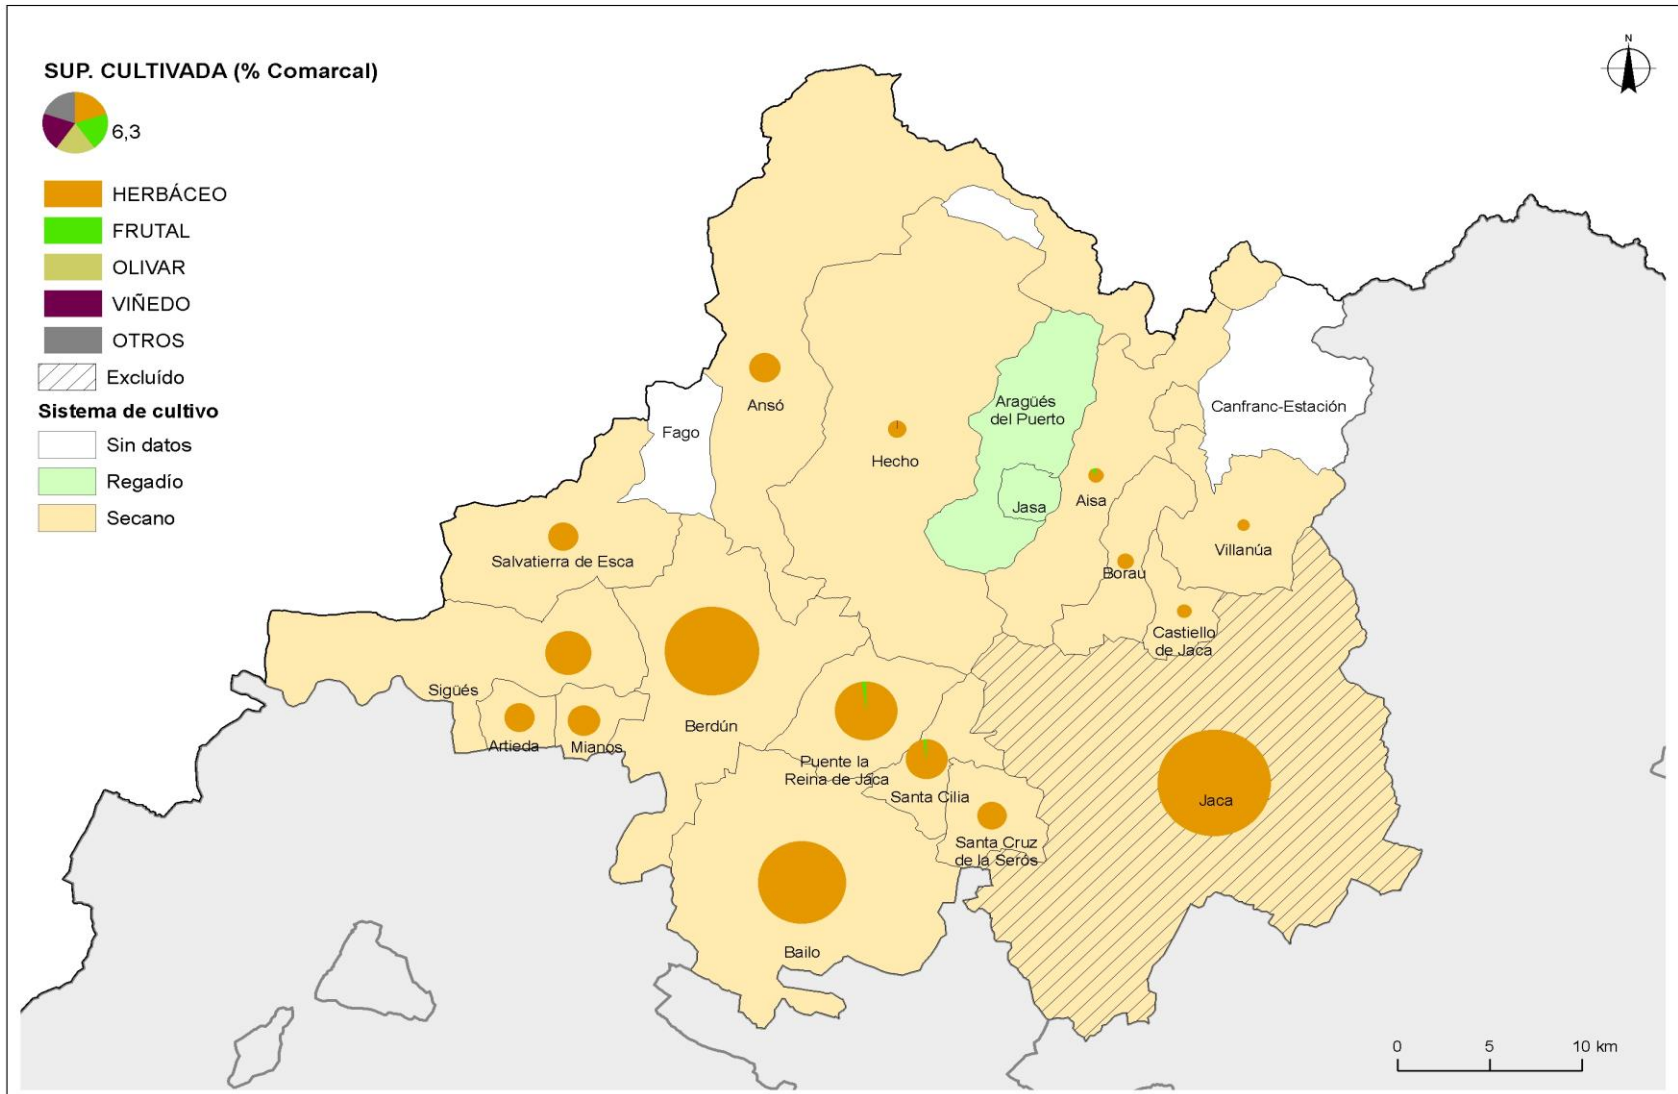 SUP. CULTIVADA (% Comarcal)
6,3
HERBÁCEO
FRUTAL
OLIVAR
VIÑEDO
OTROS
Excluído
Sistema de cultivo
Sin datos
Regadío
Secano
N
Ansó
Fago
Hecho
Aragüés
del Puerto
Jasa
Aisa
Canfranc-Estación
Villanúa
Borau
Castiello
de Jaca
Salvatierra de Esca
Sigüés
Artieda
Mianos
Berdún
Puente la
Reina de Jaca
Santa Cilia
Santa Cruz
de la Serós
Jaca
Bailo
0 5 10 km